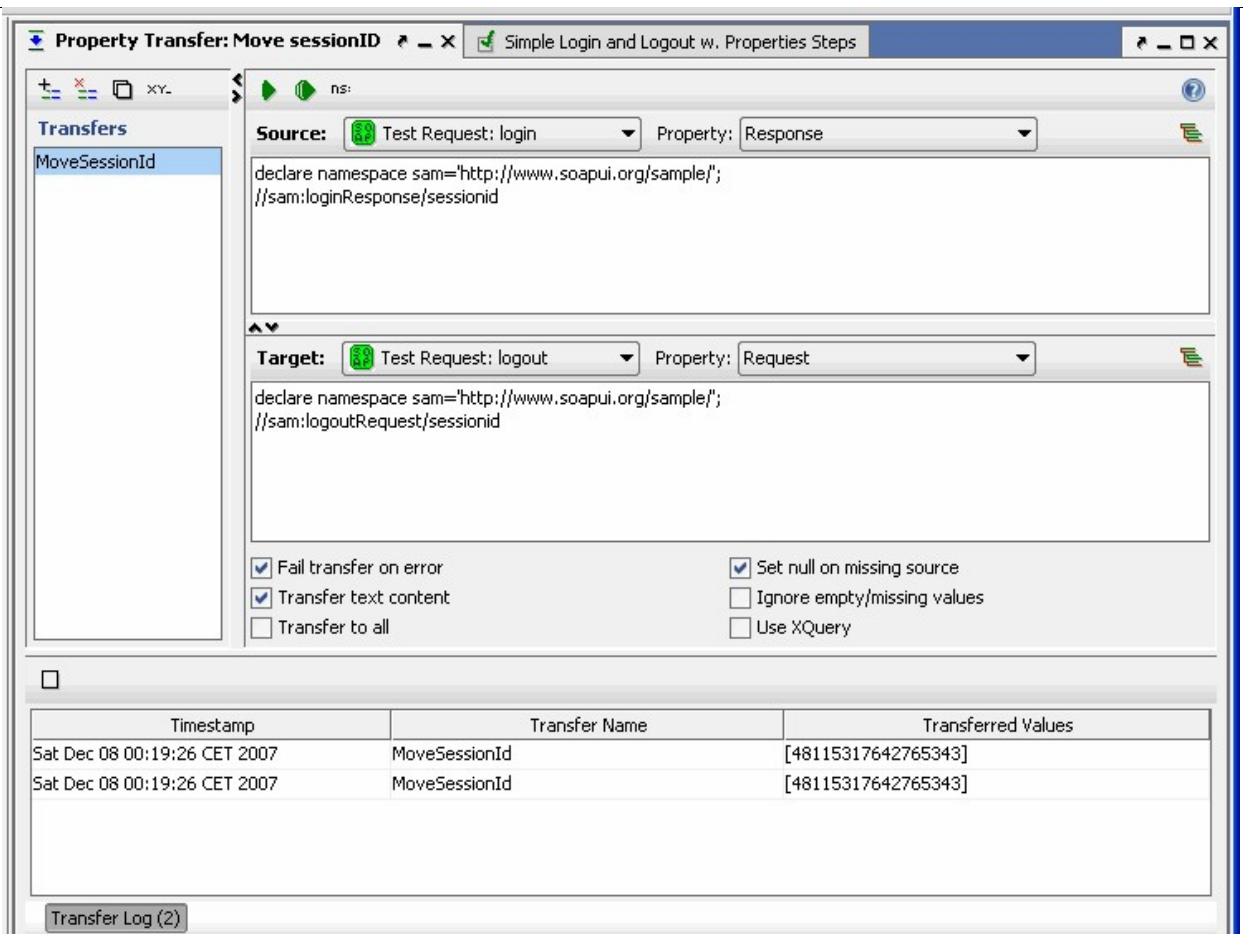 Property Transfer: Move sessionID
Simple Login and Logout w. Properties Steps
XY=
ns:
Transfers
MoveSessionId
Source: Test Request: login Property: Response
declare namespace sam='http://www.soapui.org/sample/';
//sam:loginResponse/sessionid
Target: Test Request: logout Property: Request
declare namespace sam='http://www.soapui.org/sample/';
//sam:logoutRequest/sessionid
Fail transfer on error
Set null on missing source
Transfer text content
Ignore empty/missing values
Transfer to all
Use XQuery
Timestamp Transfer Name Transferred Values
Sat Dec 08 00:19:26 CET 2007 MoveSessionId [48115317642765343]
Sat Dec 08 00:19:26 CET 2007 MoveSessionId [48115317642765343]
Transfer Log (2)